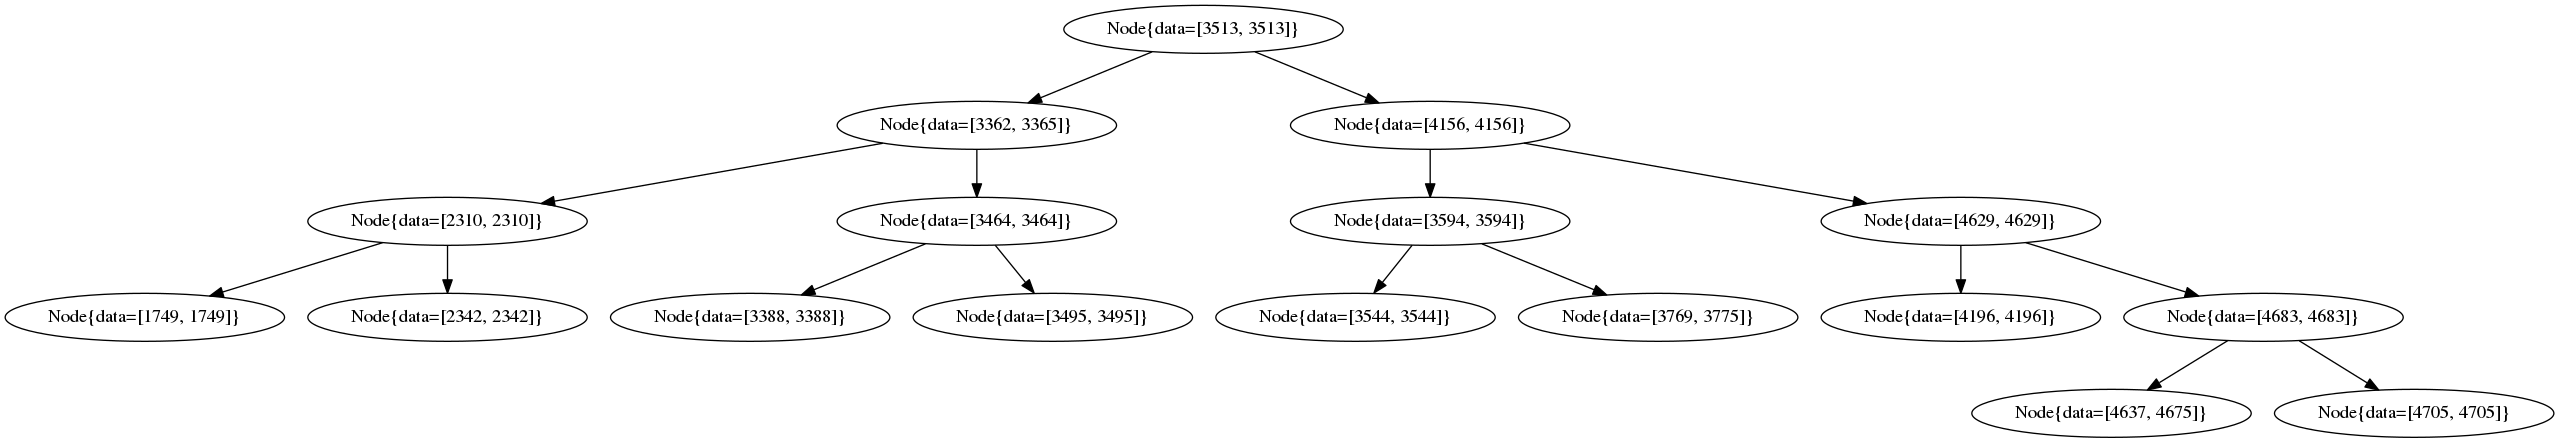 Node{data=[3513, 3513]}
Node{data=[3362, 3365]}
Node{data=[4156, 4156]}
Node{data=[2310, 2310]}
Node{data=[3464, 3464]}
Node{data=[3594, 3594]}
Node{data=[4629, 4629]}
Node{data=[1749, 1749]}
Node{data=[2342, 2342]}
Node{data=[3388, 3388]}
Node{data=[3495, 3495]}
Node{data=[3544, 3544]}
Node{data=[3769, 3775]}
Node{data=[4196, 4196]}
Node{data=[4683, 4683]}
Node{data=[4637, 4675]}
Node{data=[4705, 4705]}